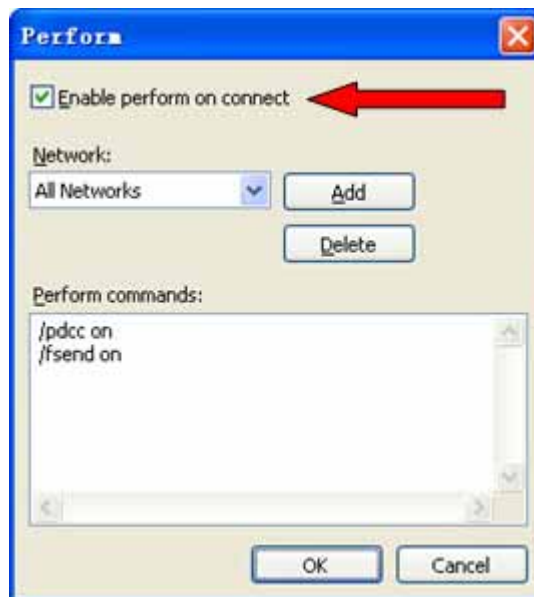 Perform
Enable perform on connect
Network:
All Networks
Add
Delete
Perform commands:
/pdcc on
/fsend on
OK
Cancel